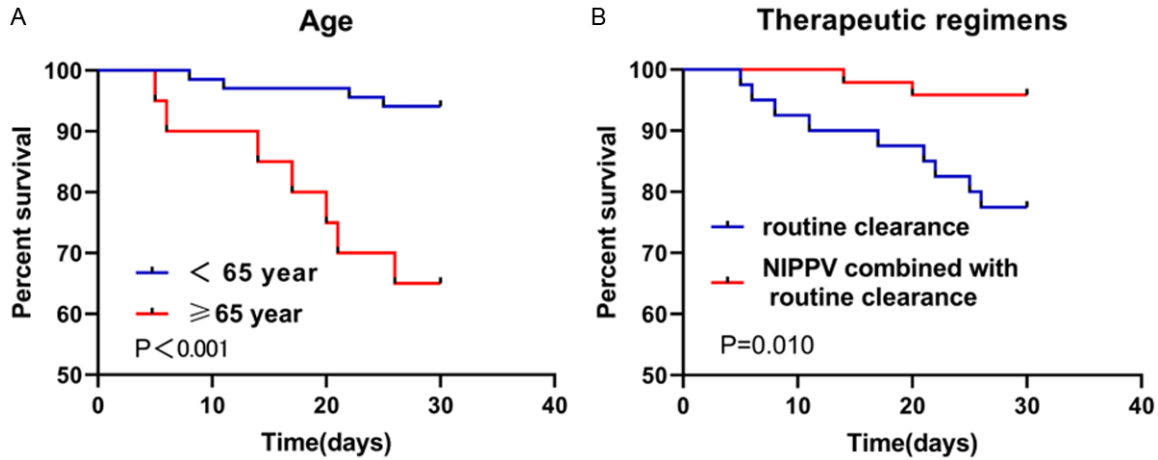 A
Age
Percent survival
100
90
80
70
60
50
0
10
20
30
40
Time(days)
< 65 year
≥65 year
P<0.001
B
Therapeutic regimens
Percent survival
100
90
80
70
60
50
0
10
20
30
40
Time(days)
routine clearance
NIPPV combined with
routine clearance
P=0.010